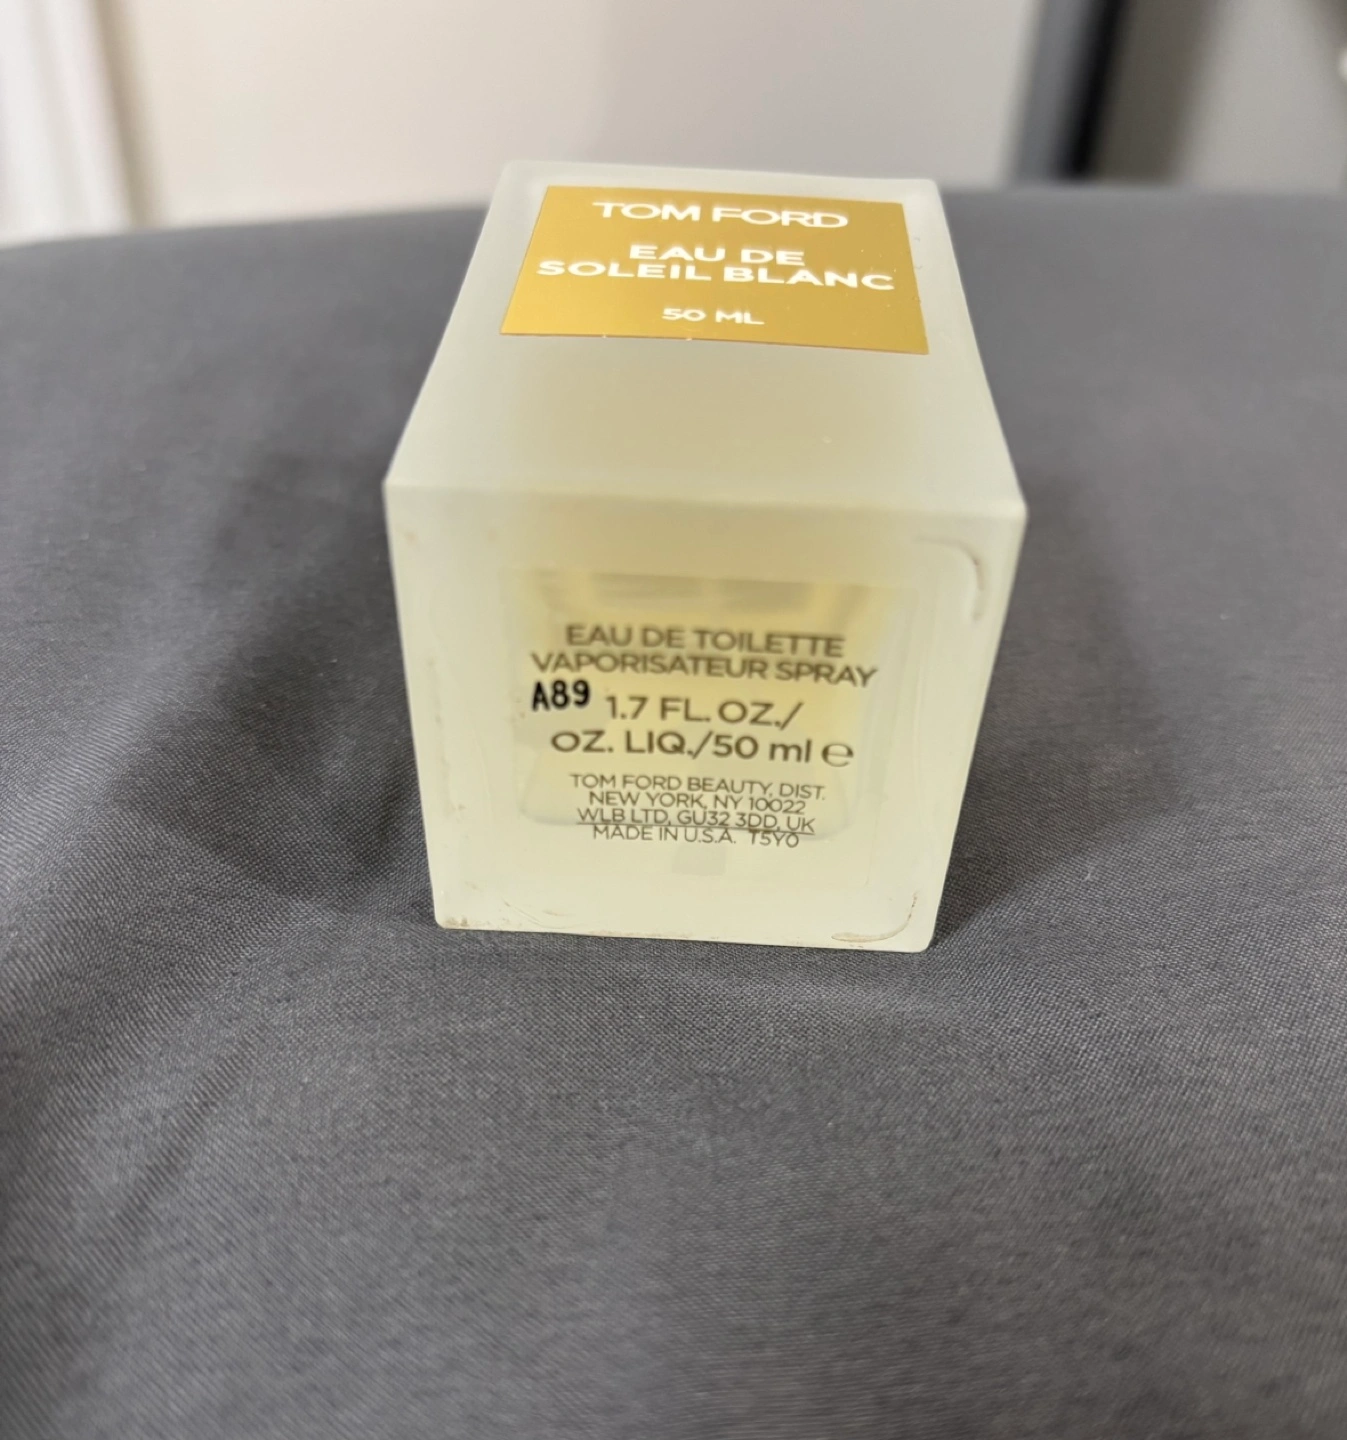 TOM FORD
EAU DE
SOLEIL BLANC
50 ML
EAU DE TOILETTE
VAPORISATEUR SPRAY
A89 1.7 FL. OZ./
OZ. LIQ./50 ml ℮
TOM FORD BEAUTY, DIST.
NEW YORK, NY 10022
WLB LTD, GU32 3DD, UK
MADE IN U.S.A. T5Y0